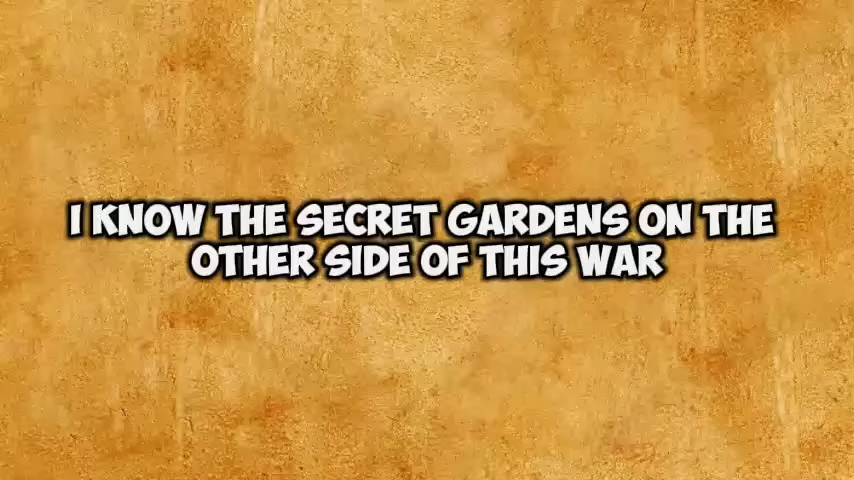 I KNOW THE SECRET GARDENS ON THE
OTHER SIDE OF THIS WAR